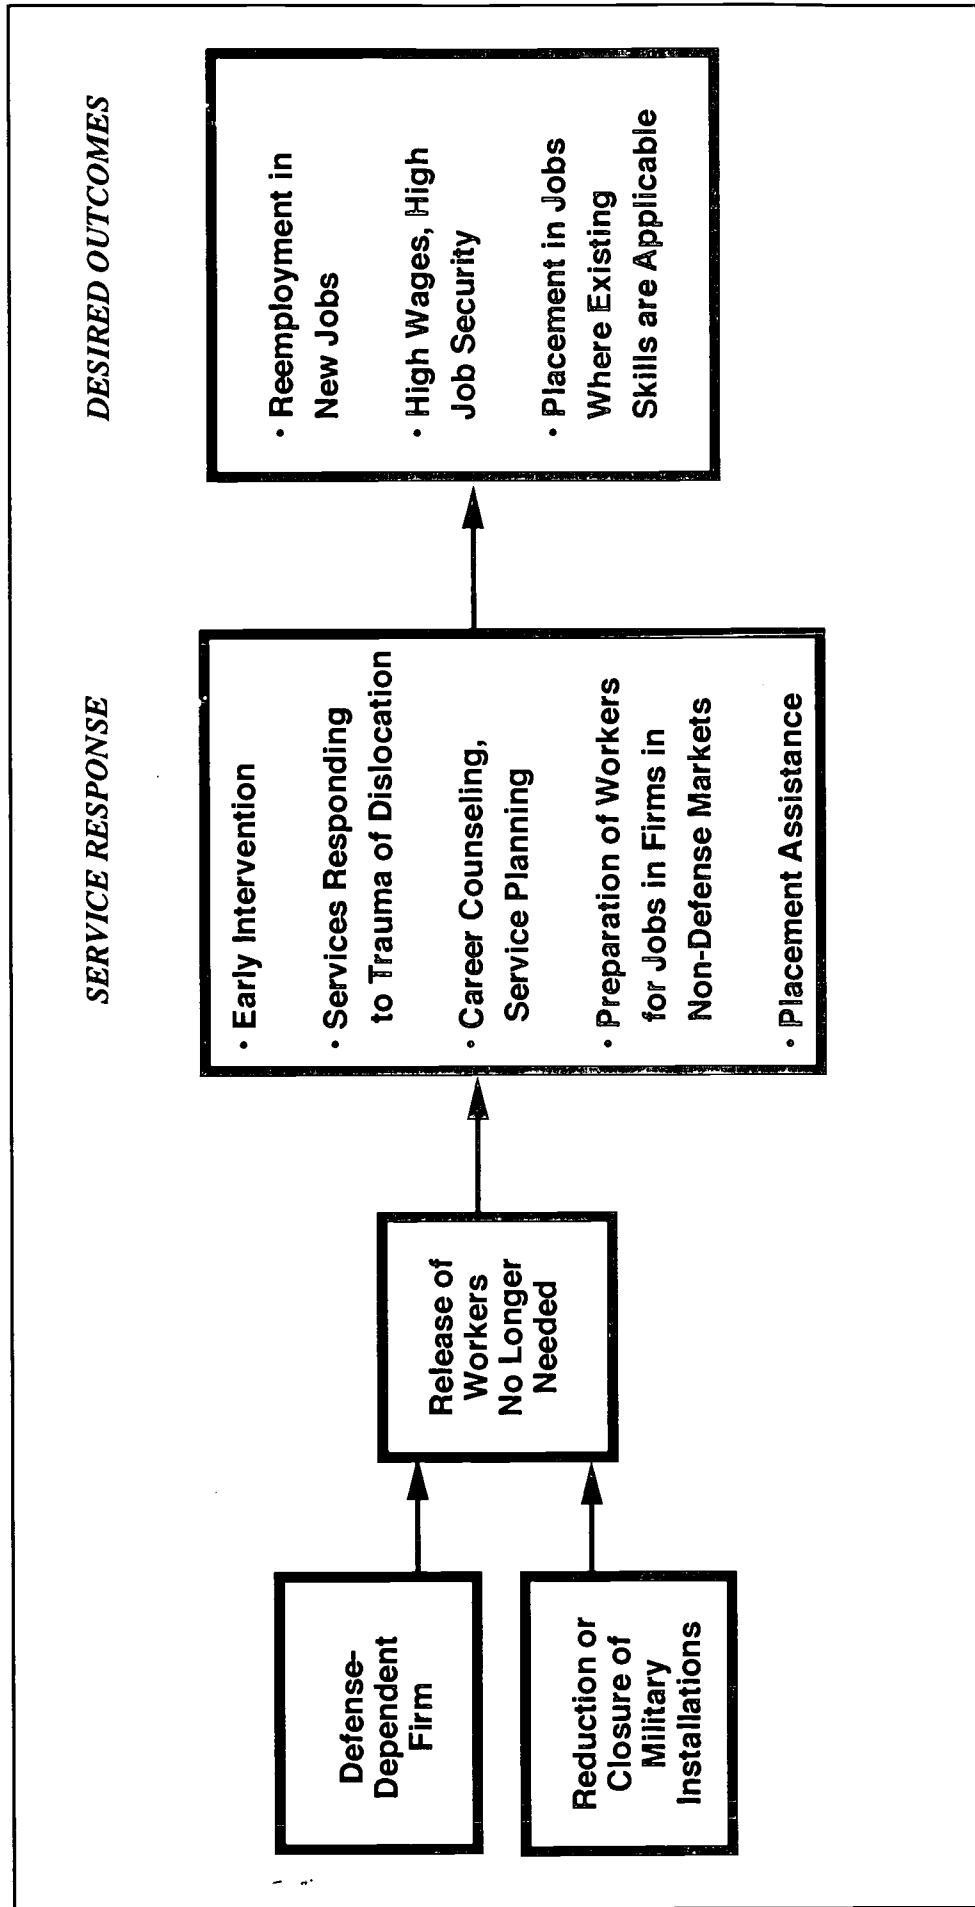 SERVICE RESPONSE
DESIRED OUTCOMES
Defense-
Dependent
Firm
Reduction or
Closure of
Military
Installations
Release of
Workers
No Longer
Needed
• Early Intervention
• Services Responding
to Trauma of Dislocation
• Career Counseling,
Service Planning
• Preparation of Workers
for Jobs in Firms in
Non-Defense Markets
• Placement Assistance
• Reemployment in
New Jobs
• High Wages, High
Job Security
• Placement in Jobs
Where Existing
Skills are Applicable